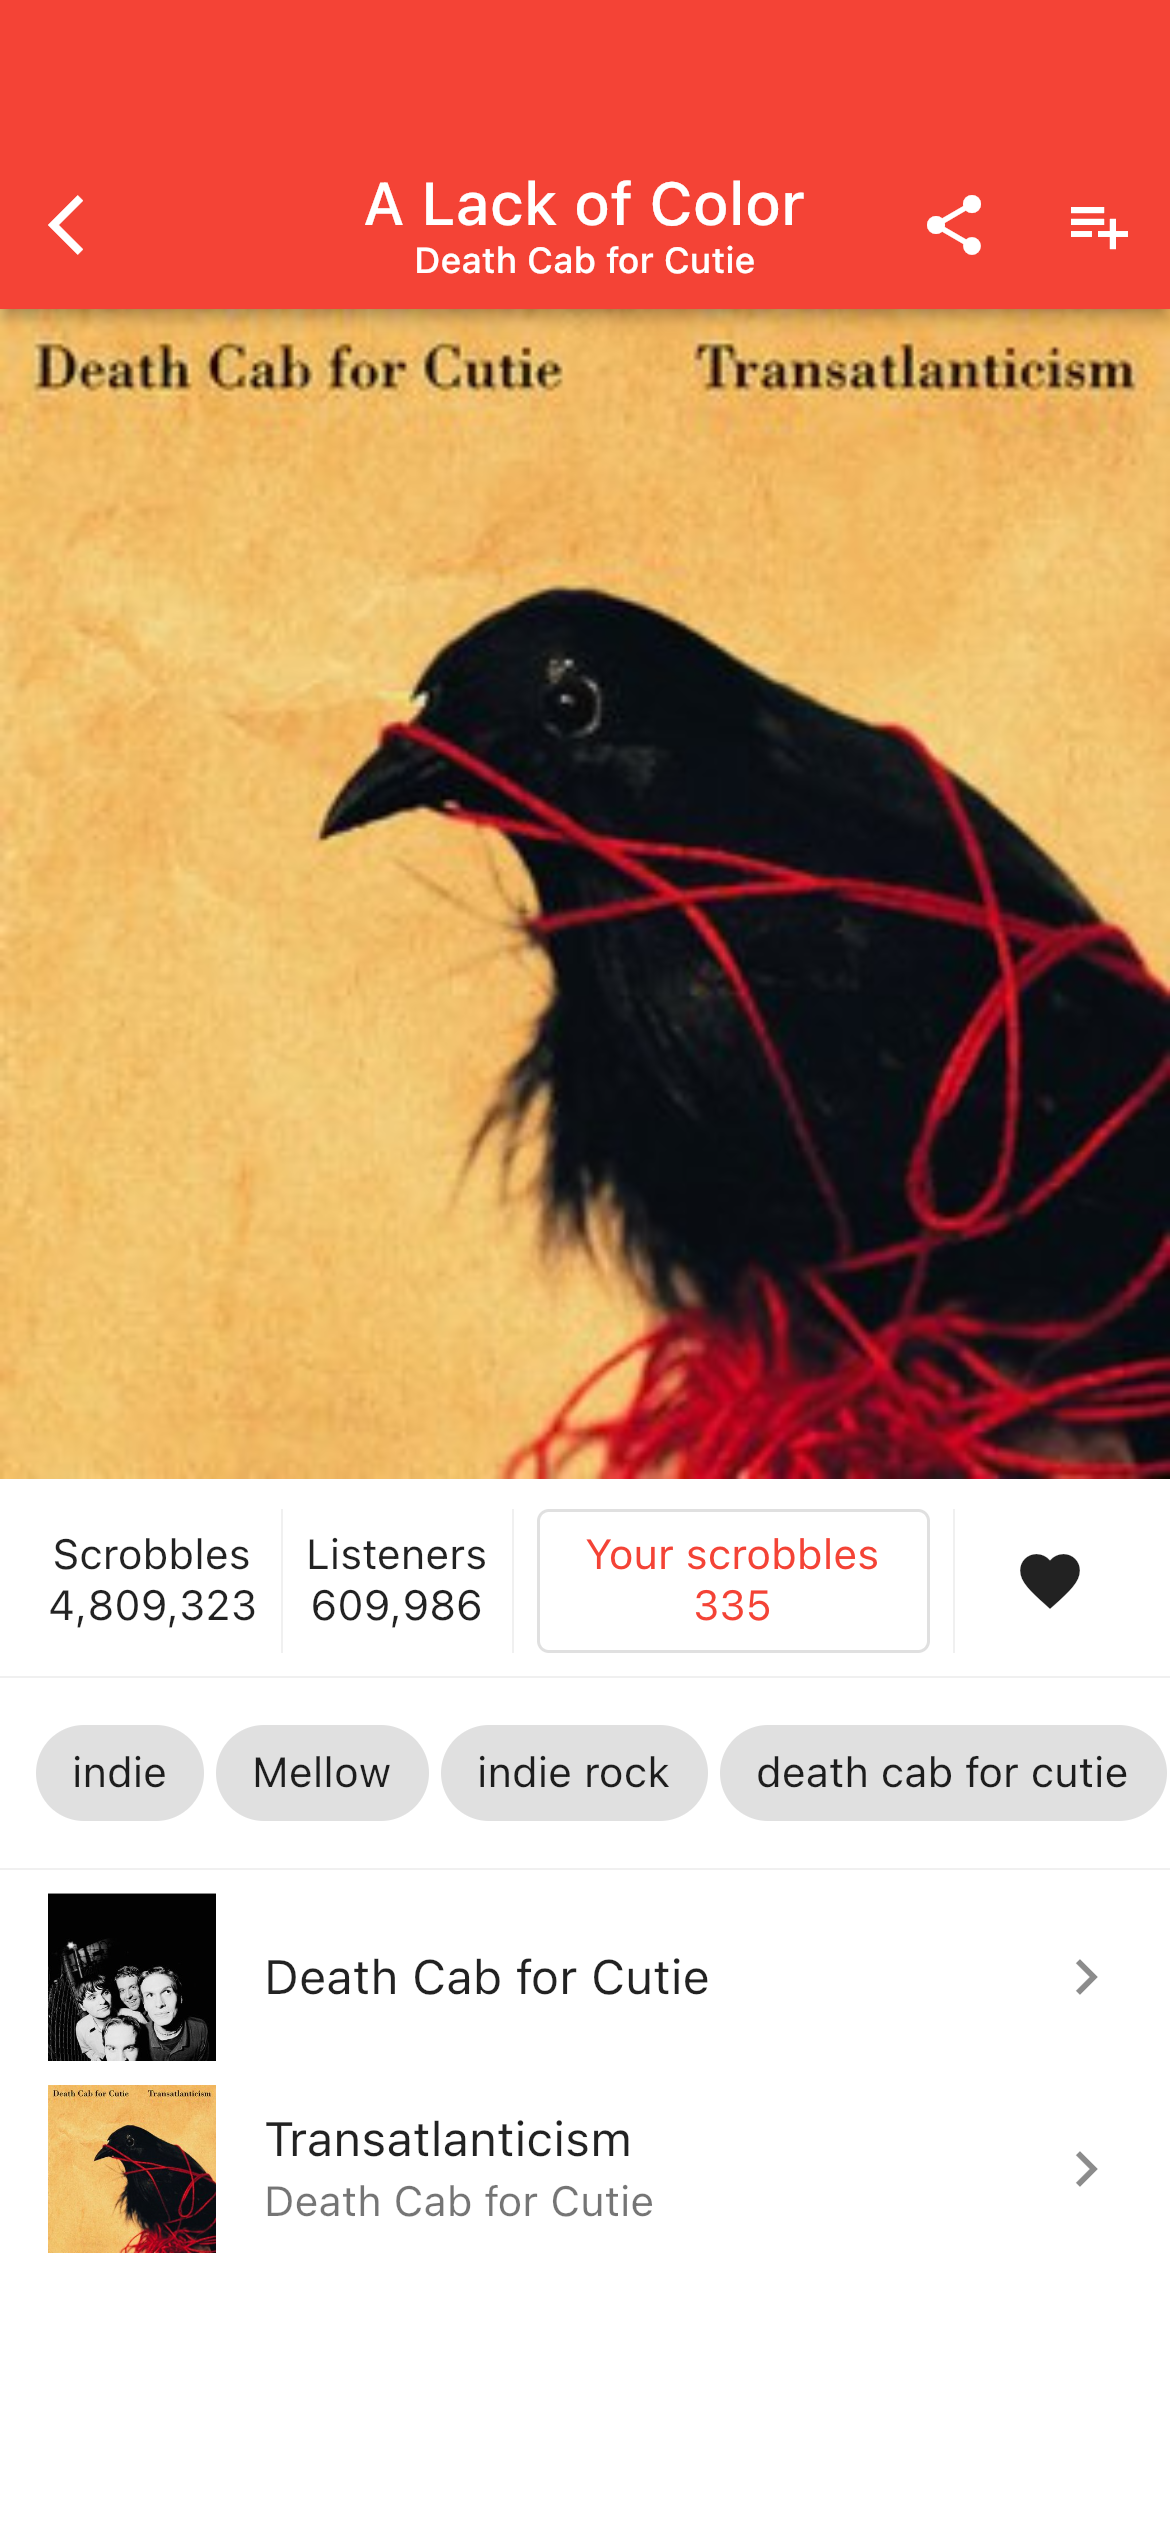 A Lack of Color
Death Cab for Cutie
Death Cab for Cutie Transatlanticism
Scrobbles Listeners Your scrobbles
4,809,323 609,986 335
indie Mellow indie rock death cab for cutie
Death Cab for Cutie
Death Cab for Cutie Transatlanticism
Transatlanticism
Death Cab for Cutie